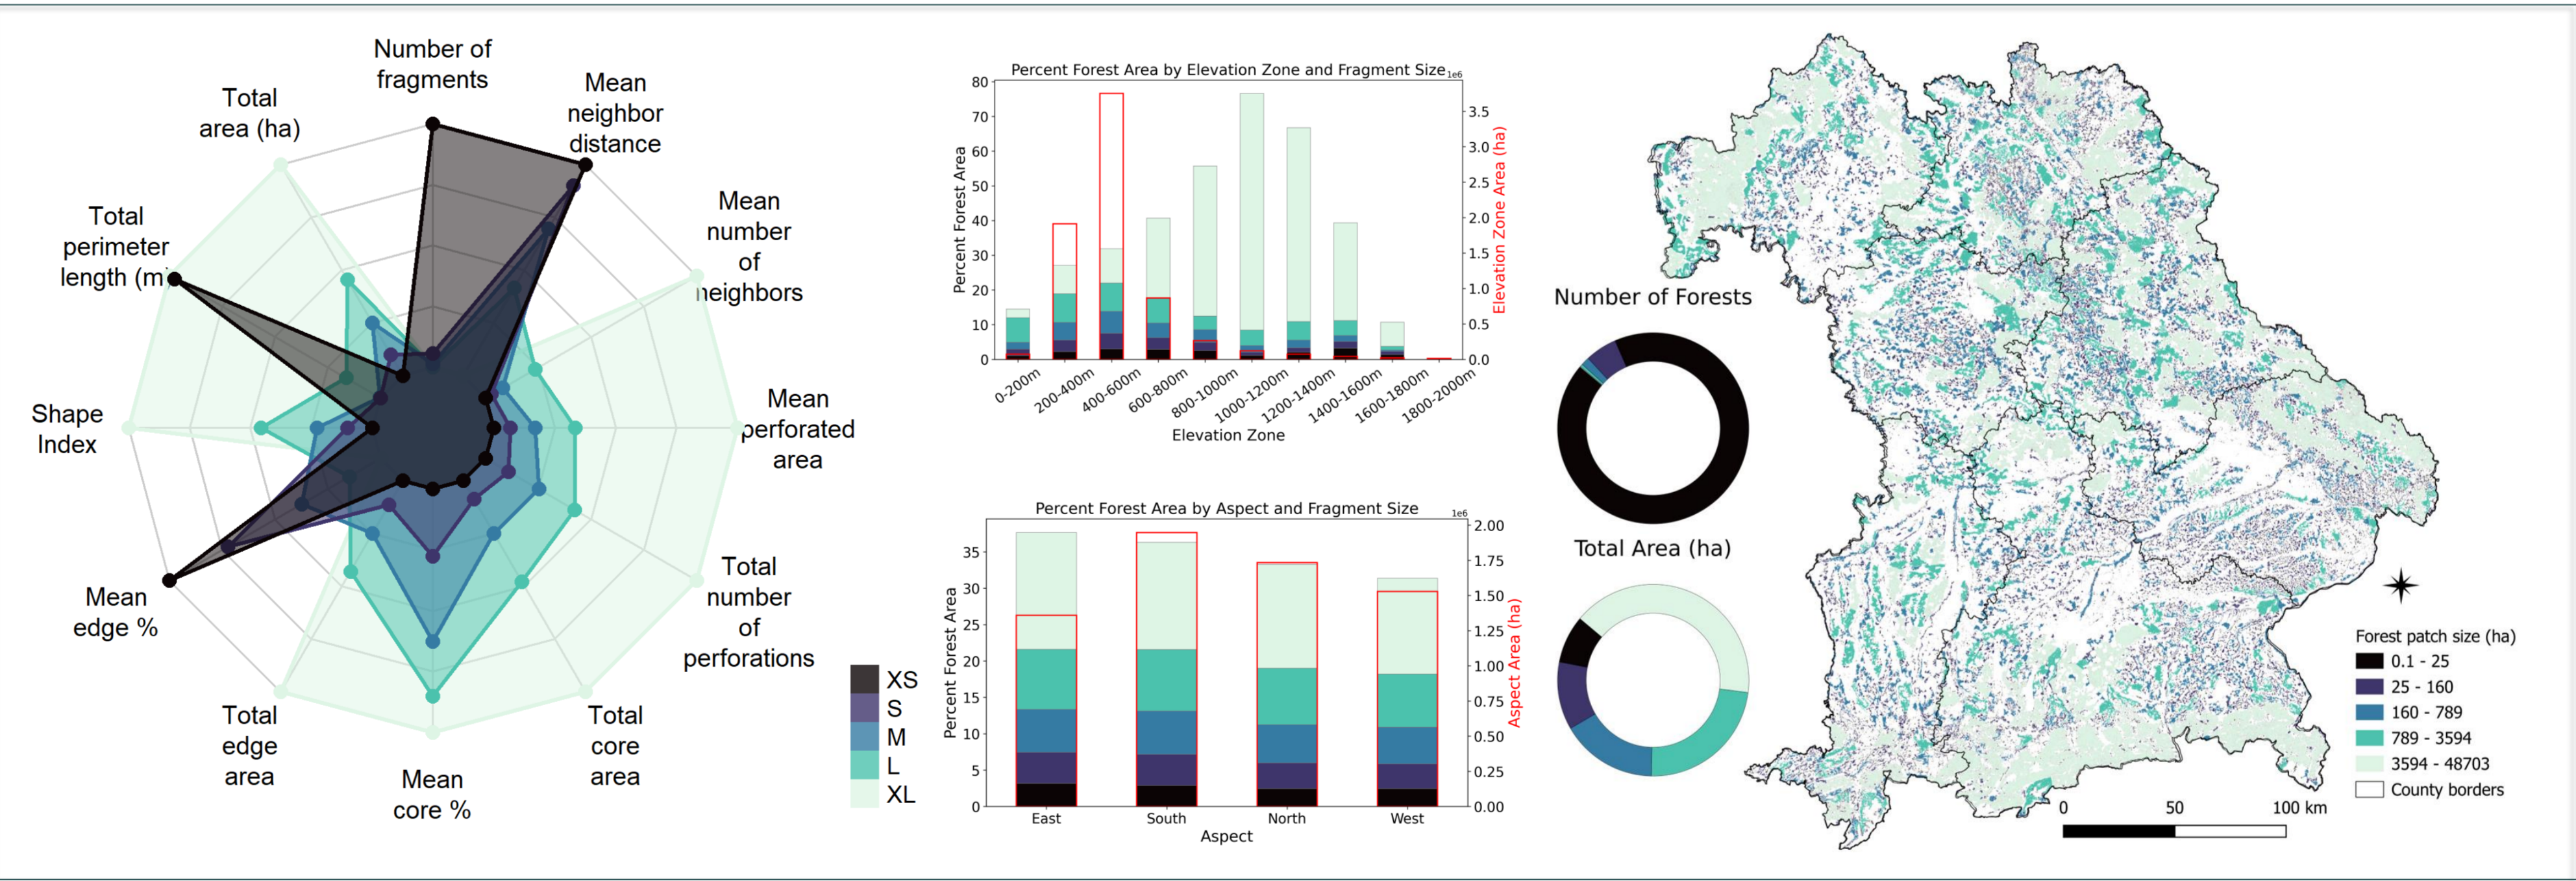 Number of
fragments
Mean
neighbor
distance
Mean
number
of
neighbors
Mean
perforated
area
Total
number
of
perforations
Total
core
area
Mean
core %
Total
edge
area
Mean
edge %
Shape
Index
Total
perimeter
length (m
Total
area (ha)
XS
S
M
L
XL
Percent Forest Area by Elevation Zone and Fragment Size
1e6
Percent Forest Area
80
70
60
50
40
30
20
10
0
3.5
3.0
2.5
2.0
1.5
1.0
0.5
0.0
Elevation Zone Area (ha)
0-200m
200-400m
400-600m
600-800m
800-1000m
1000-1200m
1200-1400m
1400-1600m
1600-1800m
1800-2000m
Elevation Zone
Percent Forest Area by Aspect and Fragment Size
1e6
Percent Forest Area
35
30
25
20
15
10
5
0
2.00
1.75
1.50
1.25
1.00
0.75
0.50
0.25
0.00
Aspect Area (ha)
East
South
North
West
Aspect
Number of Forests
Total Area (ha)
Forest patch size (ha)
0.1 - 25
25 - 160
160 - 789
789 - 3594
3594 - 48703
County borders
0
50
100 km